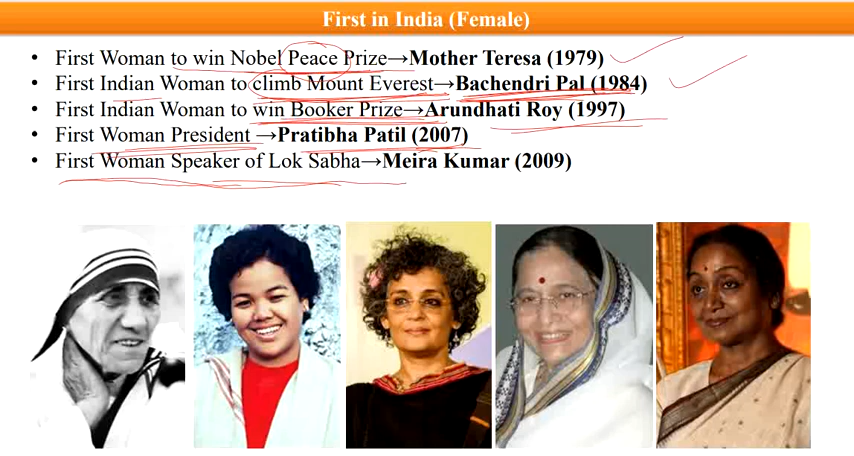 First in India (Female)
• First Woman to win Nobel Peace Prize→Mother Teresa (1979)
• First Indian Woman to climb Mount Everest→Bachendri Pal (1984)
• First Indian Woman to win Booker Prize→Arundhati Roy (1997)
• First Woman President →Pratibha Patil (2007)
• First Woman Speaker of Lok Sabha→Meira Kumar (2009)